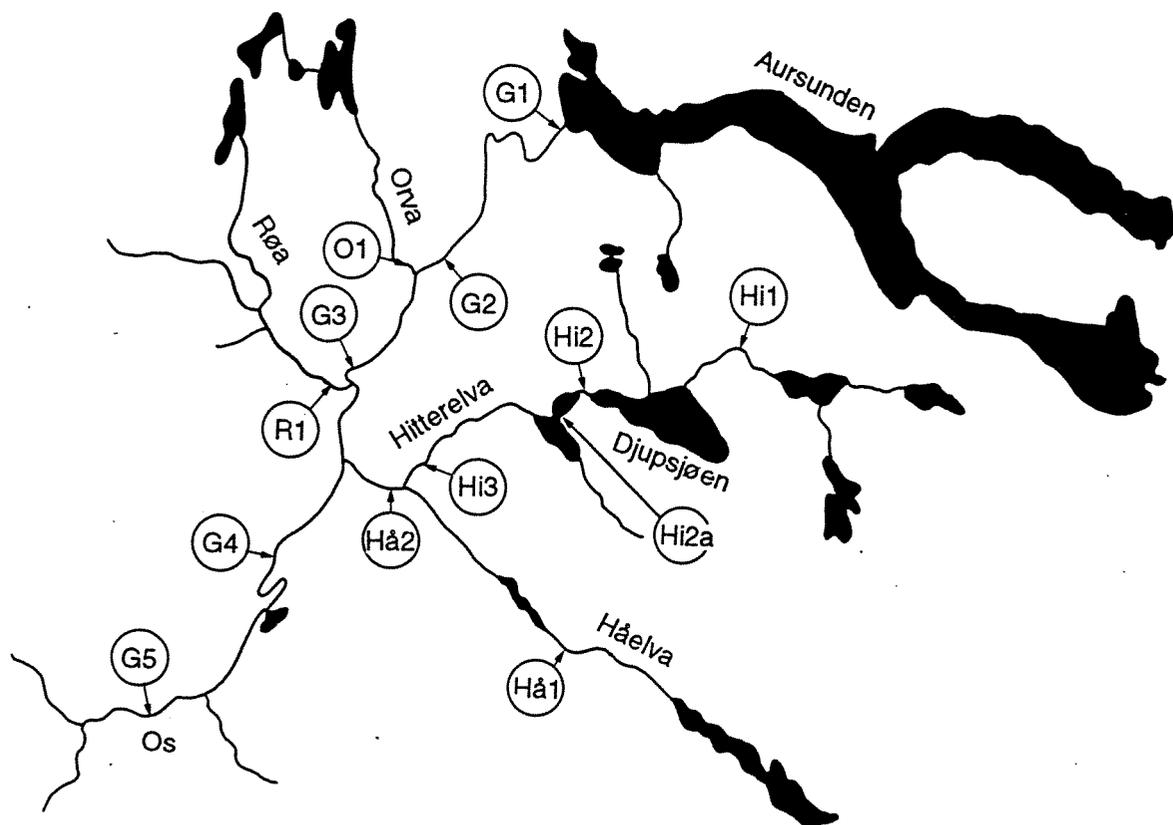 Aursunden
G1
Orva
Røa
O1
G2
G3
Hi1
Hi2
R1
Hitterelva
Djupsjøen
Hi3
Hå2
Hi2a
G4
Håelva
G5
Hå1
Os